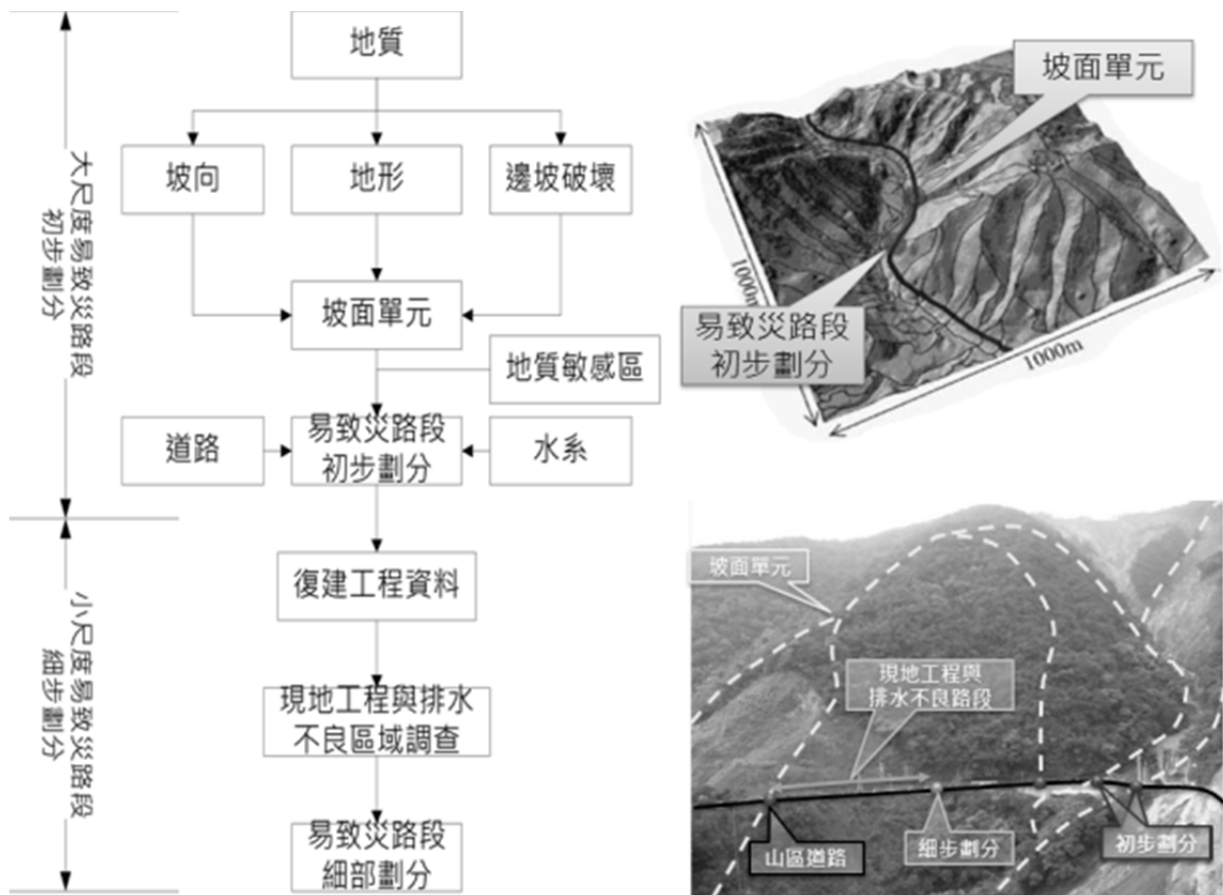 大尺度易致災路段
初步劃分
小尺度易致災路段
細步劃分
地質
坡向
地形
邊坡破壞
坡面單元
地質敏感區
道路
易致災路段
初步劃分
水系
復建工程資料
現地工程與排水
不良區域調查
易致災路段
細部劃分
坡面單元
易致災路段
初步劃分
1000m
1000m
坡面單元
現地工程與
排水不良路段
山區道路
細步劃分
初步劃分